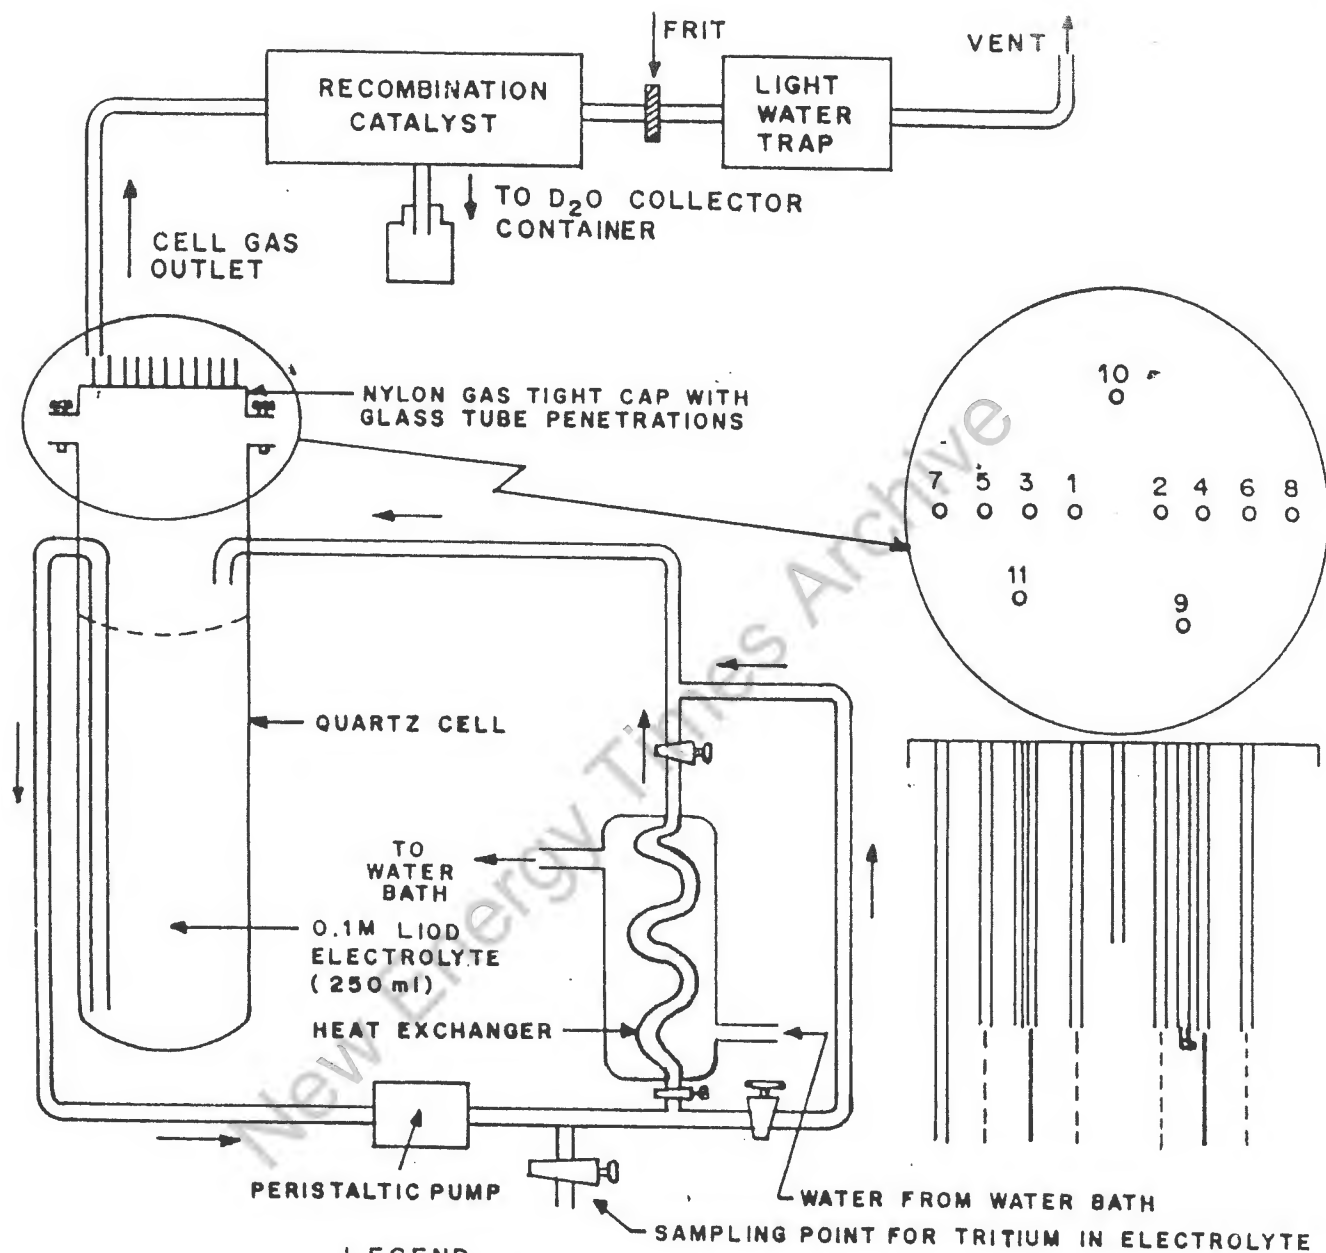 FRIT
VENT
RECOMBINATION
CATALYST
LIGHT
WATER
TRAP
TO D₂O COLLECTOR
CONTAINER
CELL GAS
OUTLET
NYLON GAS TIGHT CAP WITH
GLASS TUBE PENETRATIONS
10
7 5 3 1 2 4 6 8
11
9
QUARTZ CELL
TO
WATER
BATH
0.1M LIOD
ELECTROLYTE
(250 ml)
HEAT EXCHANGER
PERISTALTIC PUMP
WATER FROM WATER BATH
SAMPLING POINT FOR TRITIUM IN ELECTROLYTE
LEGEND
New Energy Times Archive